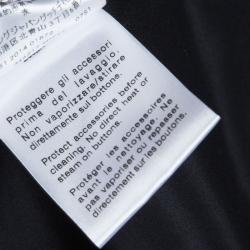 Proteggere gli accessori
prima del lavaggio.
Non vaporizzare/stirare
direttamente sui bottoni.
Protect accessories before
cleaning. No direct heat or
steam on buttons.
Protéger les accessoires
avant le nettoyage. Ne
pas vaporiser ou repasser
directement sur les boutons.